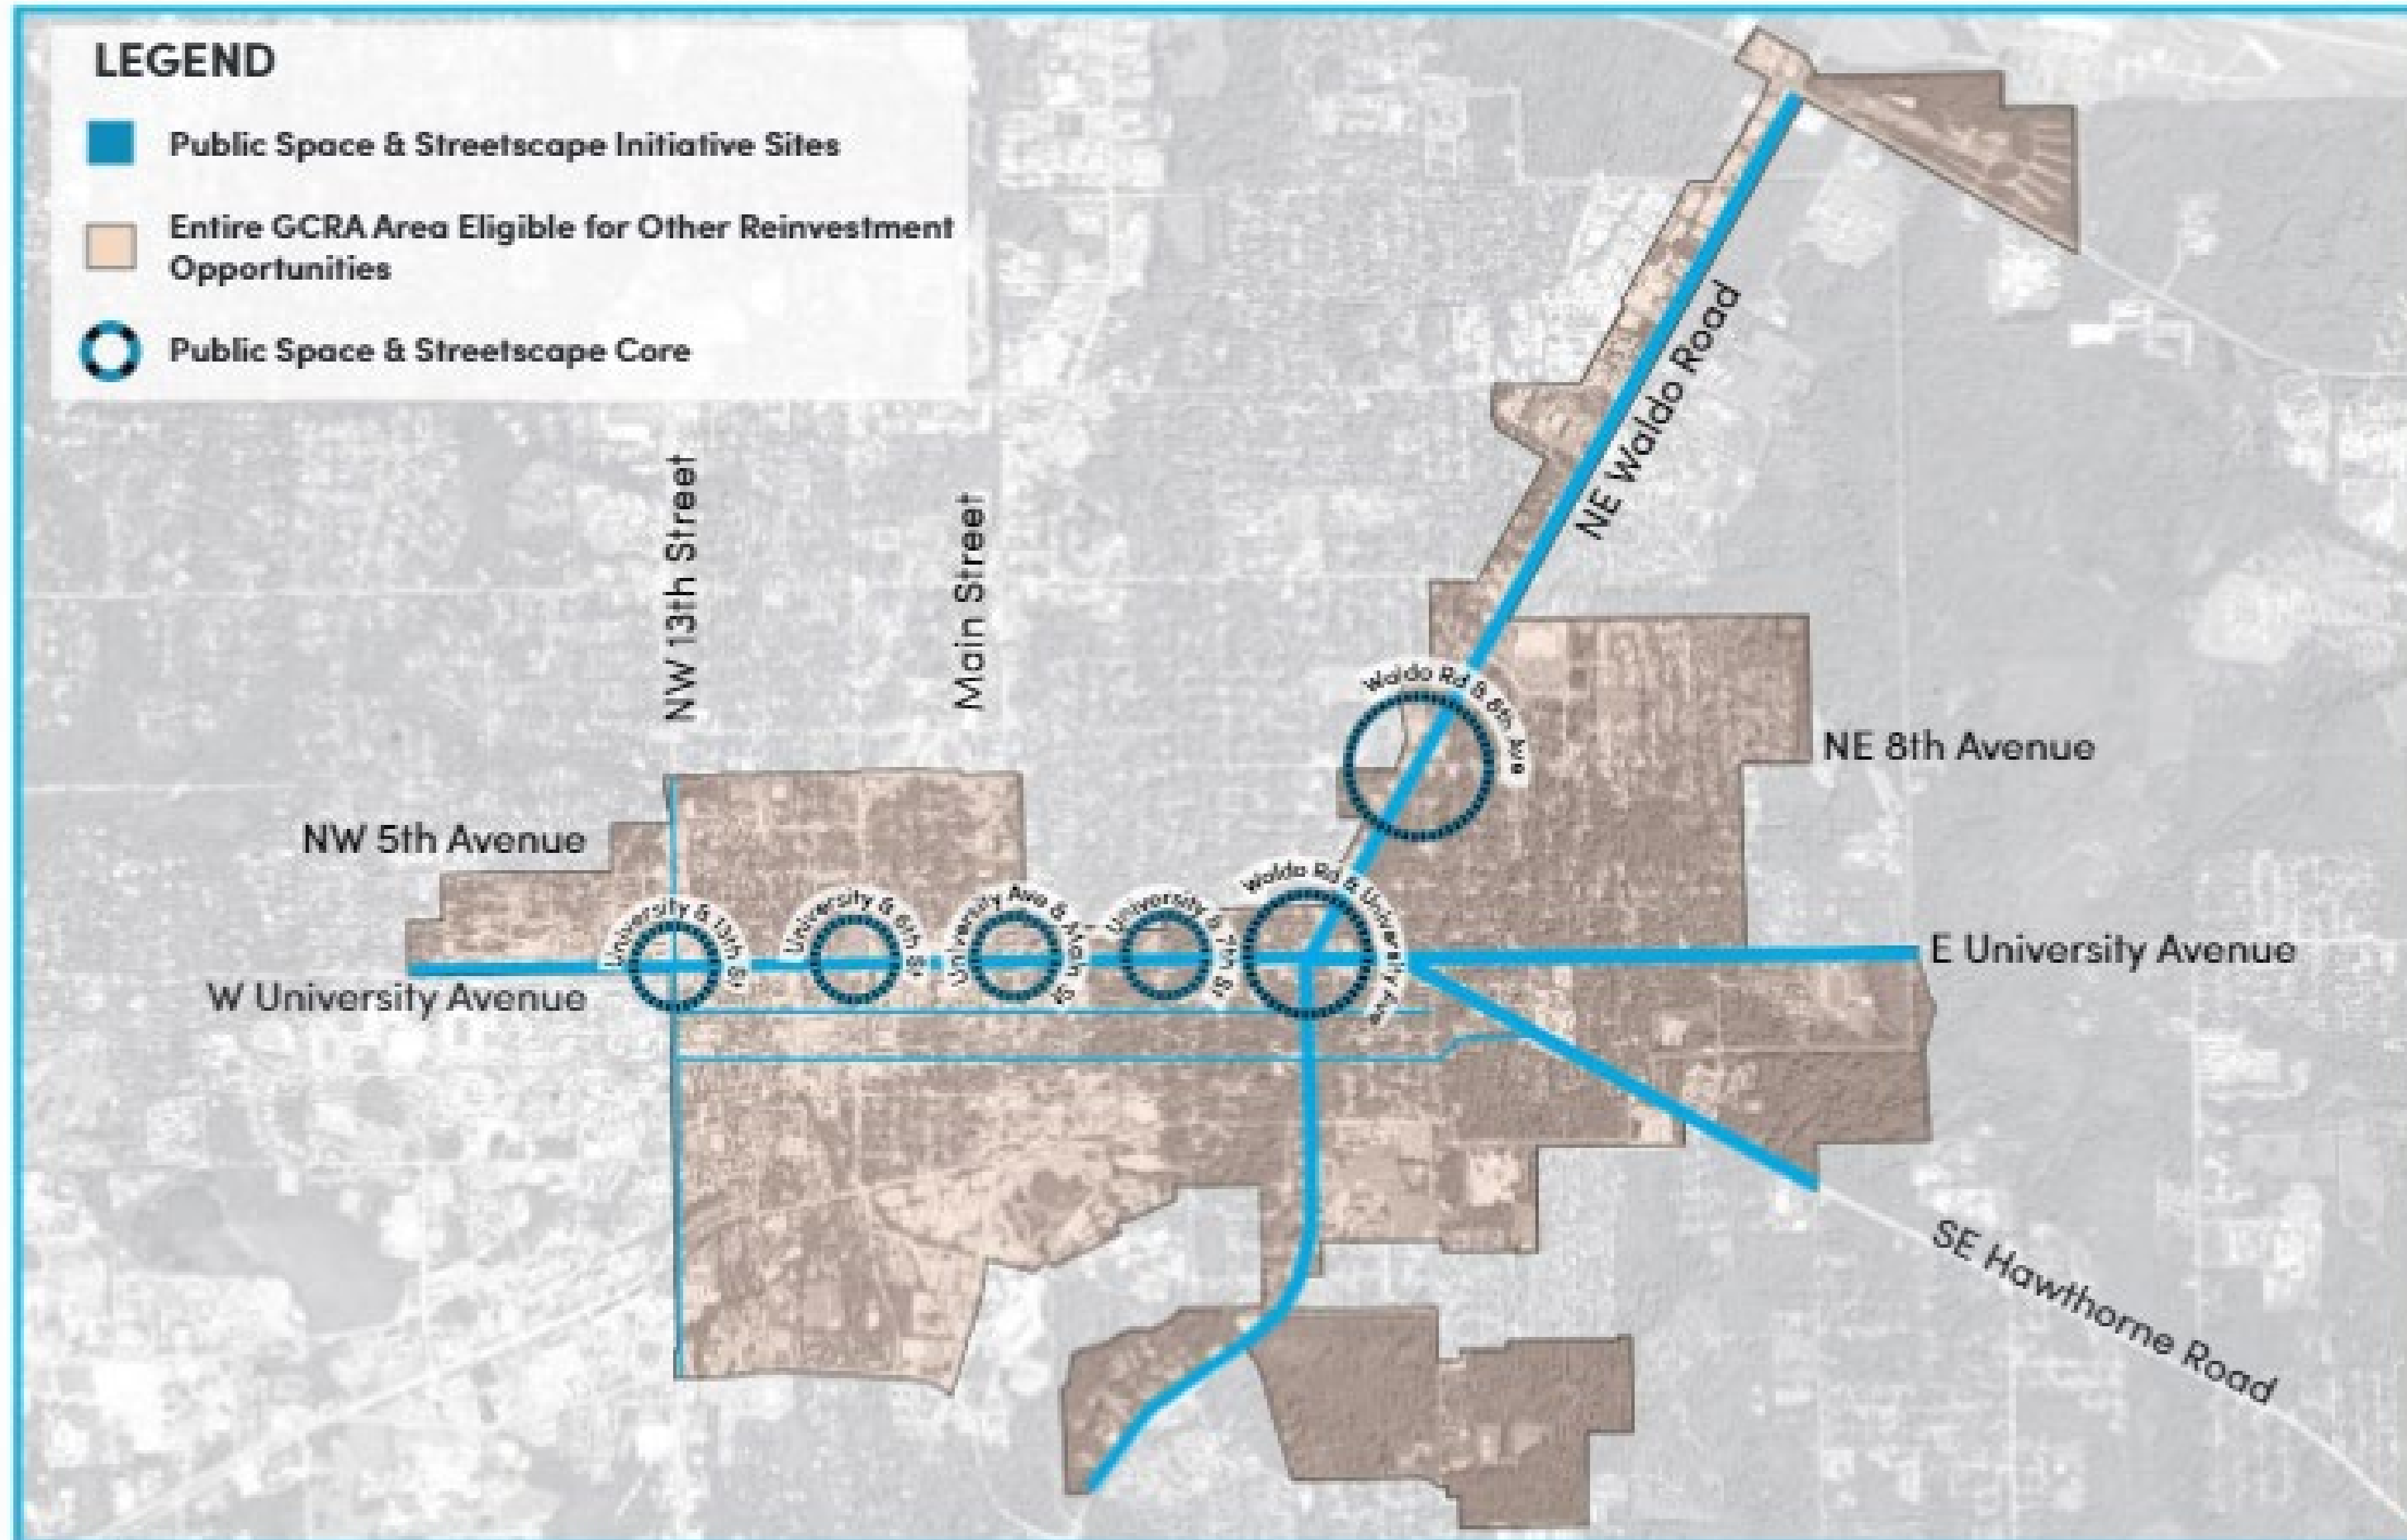 LEGEND
Public Space & Streetscape Initiative Sites
Entire GCRA Area Eligible for Other Reinvestment
Opportunities
Public Space & Streetscape Core
NE Waldo Road
NW 13th Street
Main Street
Waldo Rd & 8th Ave
NE 8th Avenue
NW 5th Avenue
University & 13th St
University & 6th St
University Ave & Main St
University & 7th St
Waldo Rd & University Ave
E University Avenue
W University Avenue
SE Hawthorne Road